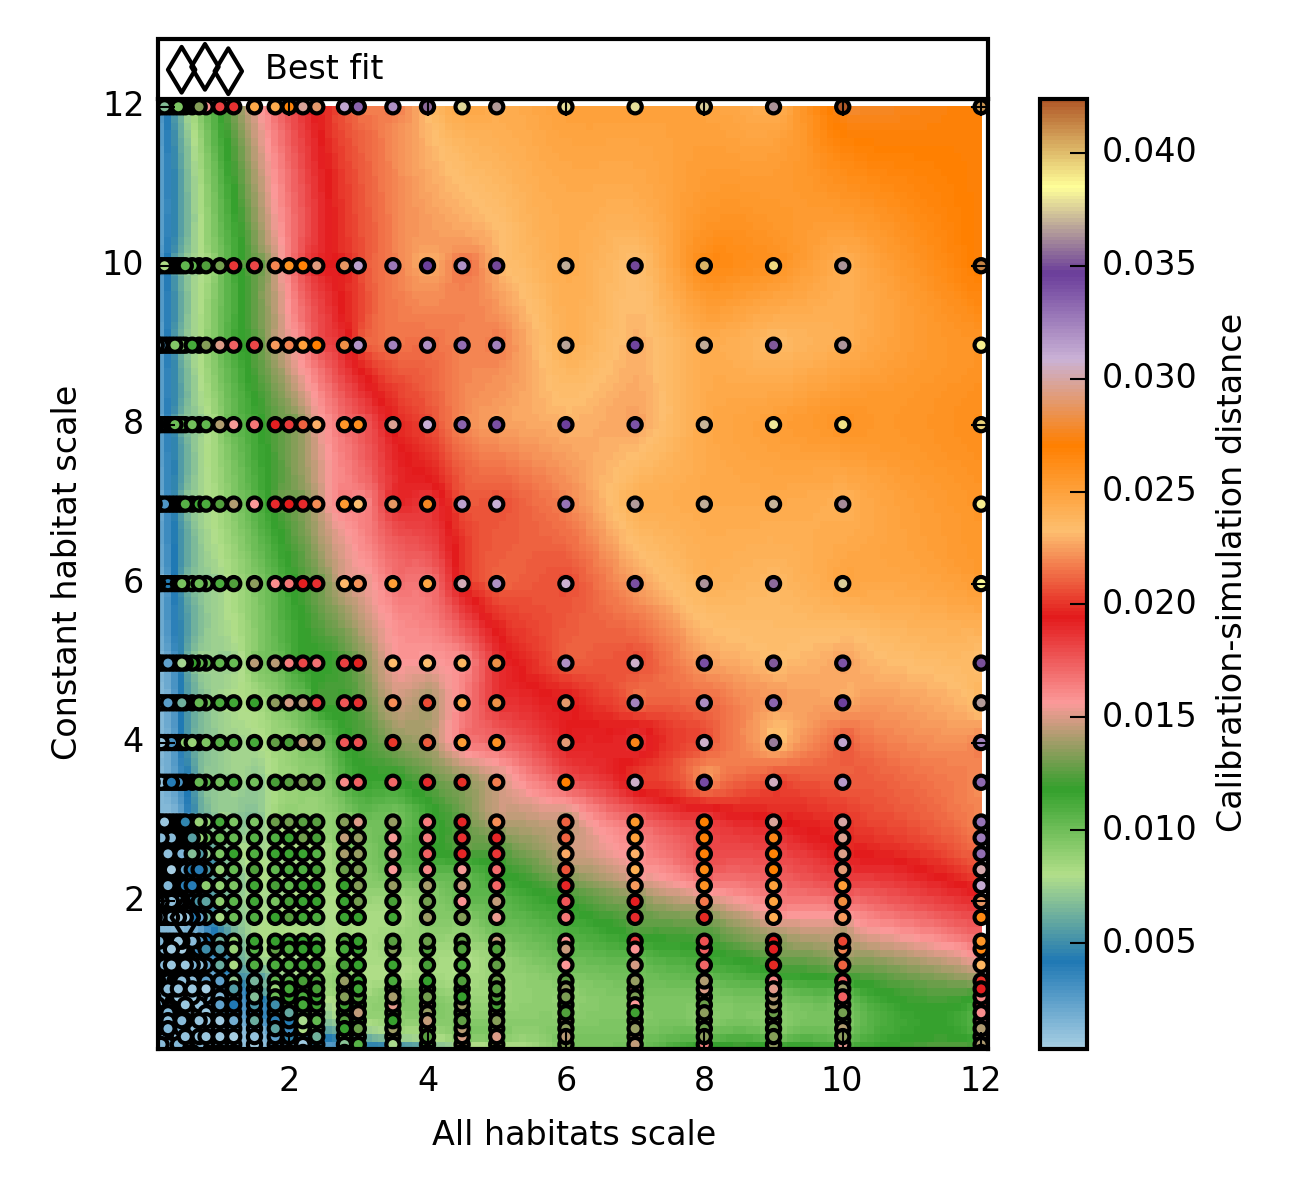 Best fit
12
10
8
6
4
2
2 4 6 8 10 12
All habitats scale
Constant habitat scale
0.040
0.035
0.030
0.025
0.020
0.015
0.010
0.005
Calibration-simulation distance